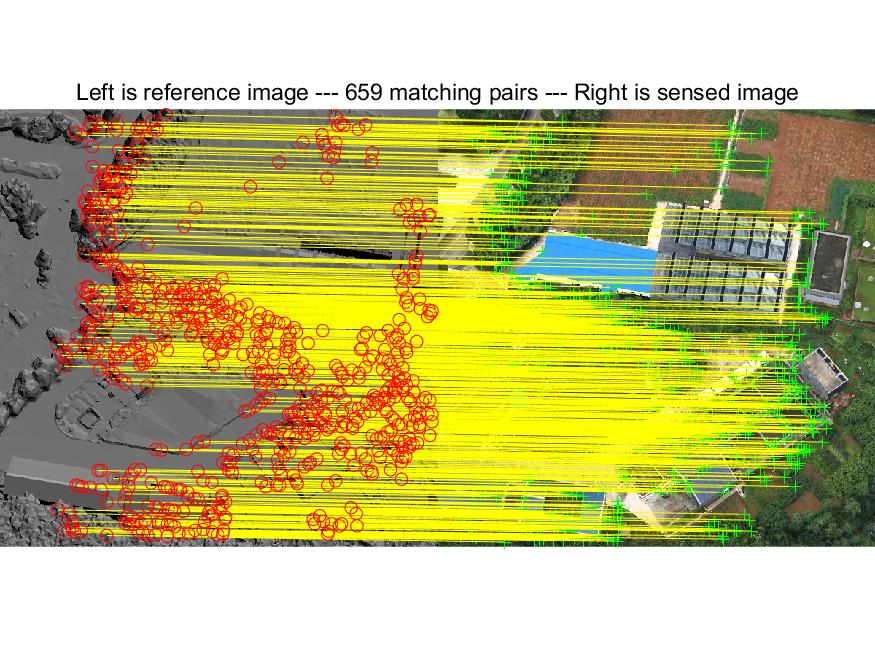 Left is reference image --- 659 matching pairs --- Right is sensed image